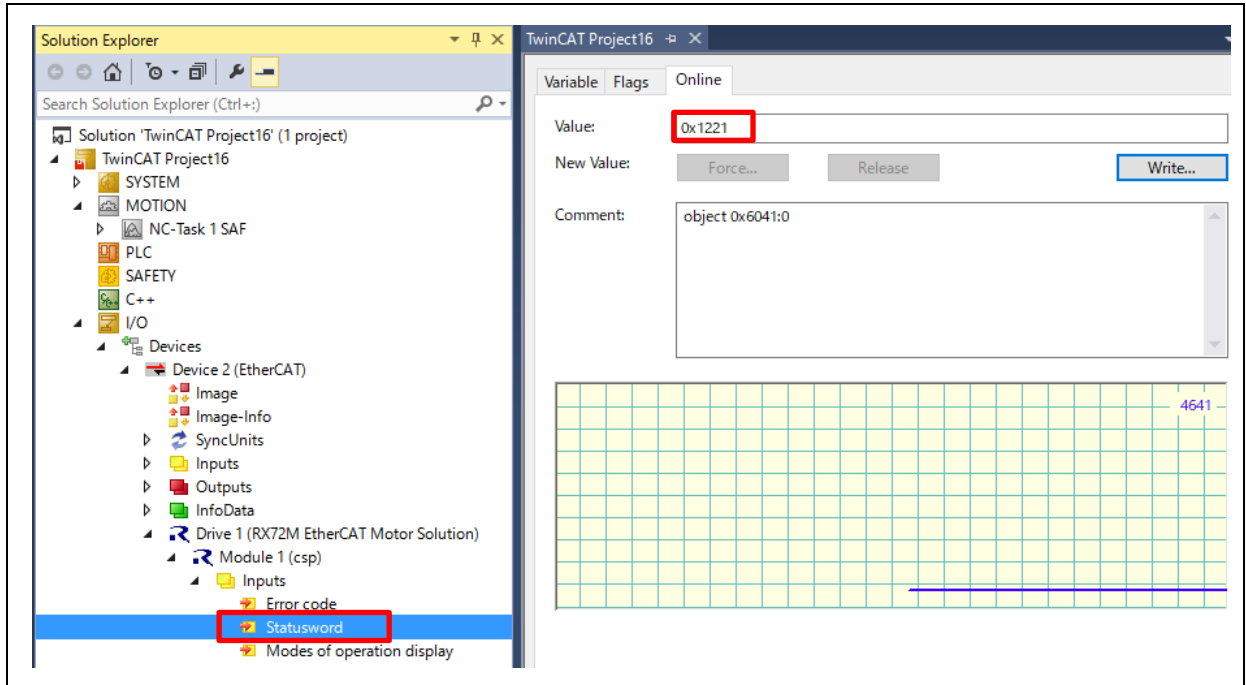 Solution Explorer
Search Solution Explorer (Ctrl+:)
Solution 'TwinCAT Project16' (1 project)
TwinCAT Project16
SYSTEM
MOTION
NC-Task 1 SAF
PLC
SAFETY
C++
I/O
Devices
Device 2 (EtherCAT)
Image
Image-Info
SyncUnits
Inputs
Outputs
InfoData
Drive 1 (RX72M EtherCAT Motor Solution)
Module 1 (csp)
Inputs
Error code
Statusword
Modes of operation display
TwinCAT Project16
Variable Flags Online
Value: 0x1221
New Value: Force... Release Write...
Comment: object 0x6041:0
4641